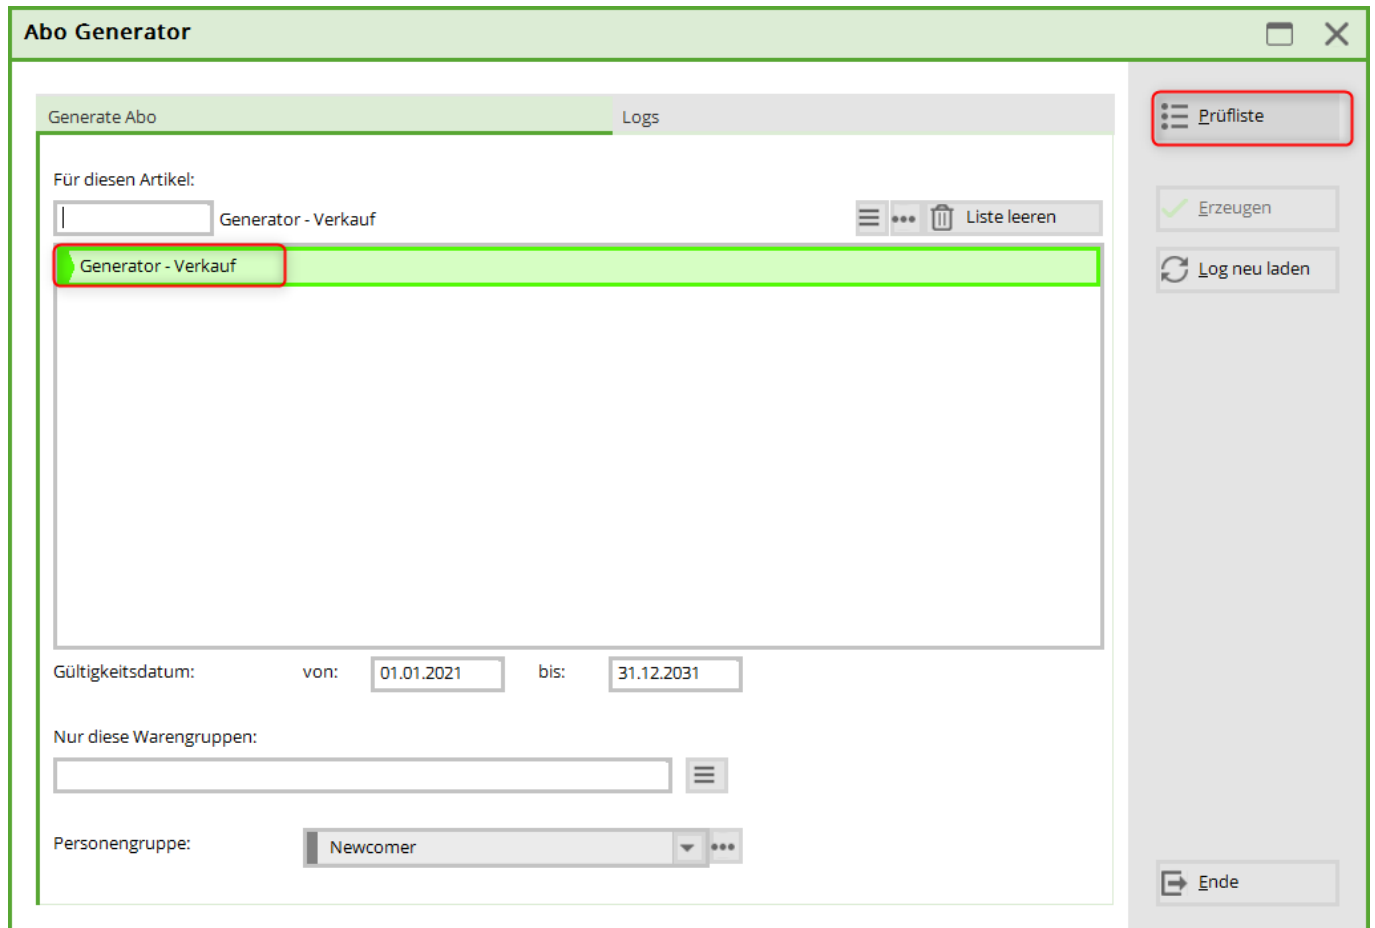 Abo Generator
Generate Abo
Logs
Prüfliste
Für diesen Artikel:
Generator - Verkauf
Liste leeren
Erzeugen
Generator - Verkauf
Log neu laden
Gültigkeitsdatum: von: 01.01.2021 bis: 31.12.2031
Nur diese Warengruppen:
Personengruppe: Newcomer
Ende